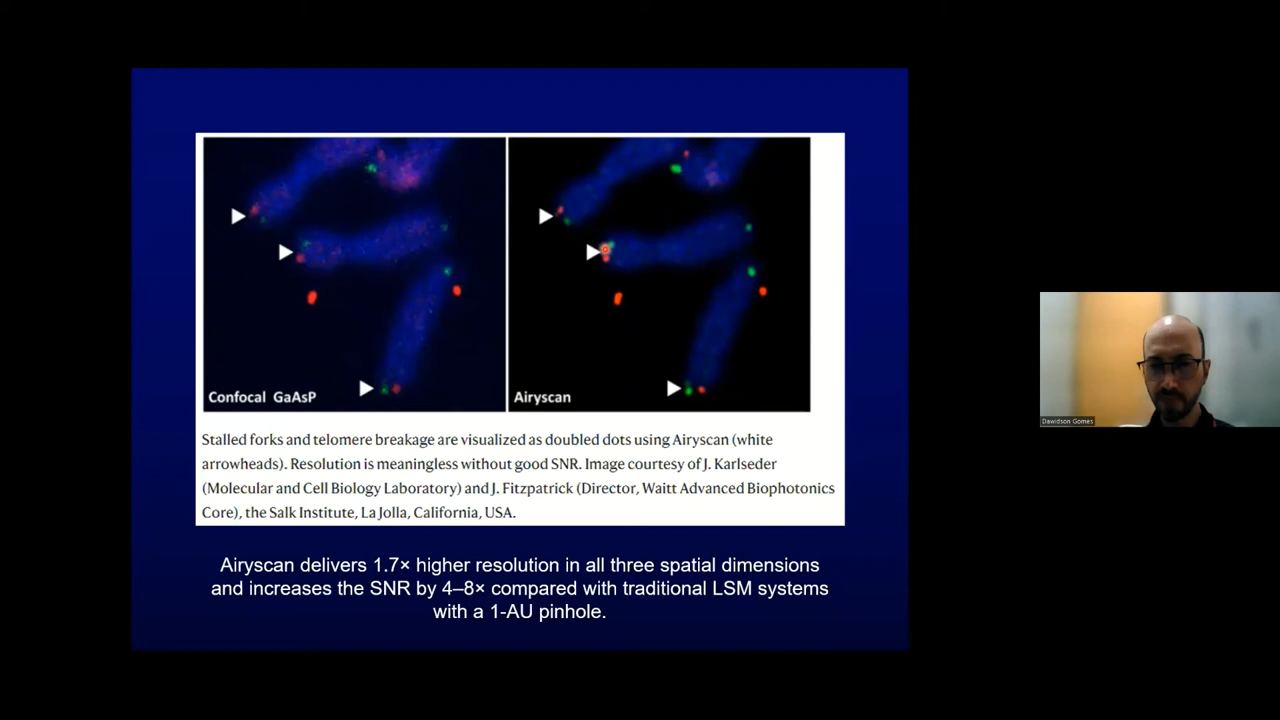 Confocal GaAsP
Airyscan
Stalled forks and telomere breakage are visualized as doubled dots using Airyscan (white
arrowheads). Resolution is meaningless without good SNR. Image courtesy of J. Karlseder
(Molecular and Cell Biology Laboratory) and J. Fitzpatrick (Director, Waitt Advanced Biophotonics
Core), the Salk Institute, La Jolla, California, USA.
Airyscan delivers 1.7× higher resolution in all three spatial dimensions
and increases the SNR by 4–8× compared with traditional LSM systems
with a 1-AU pinhole.
Dawidson Gomes